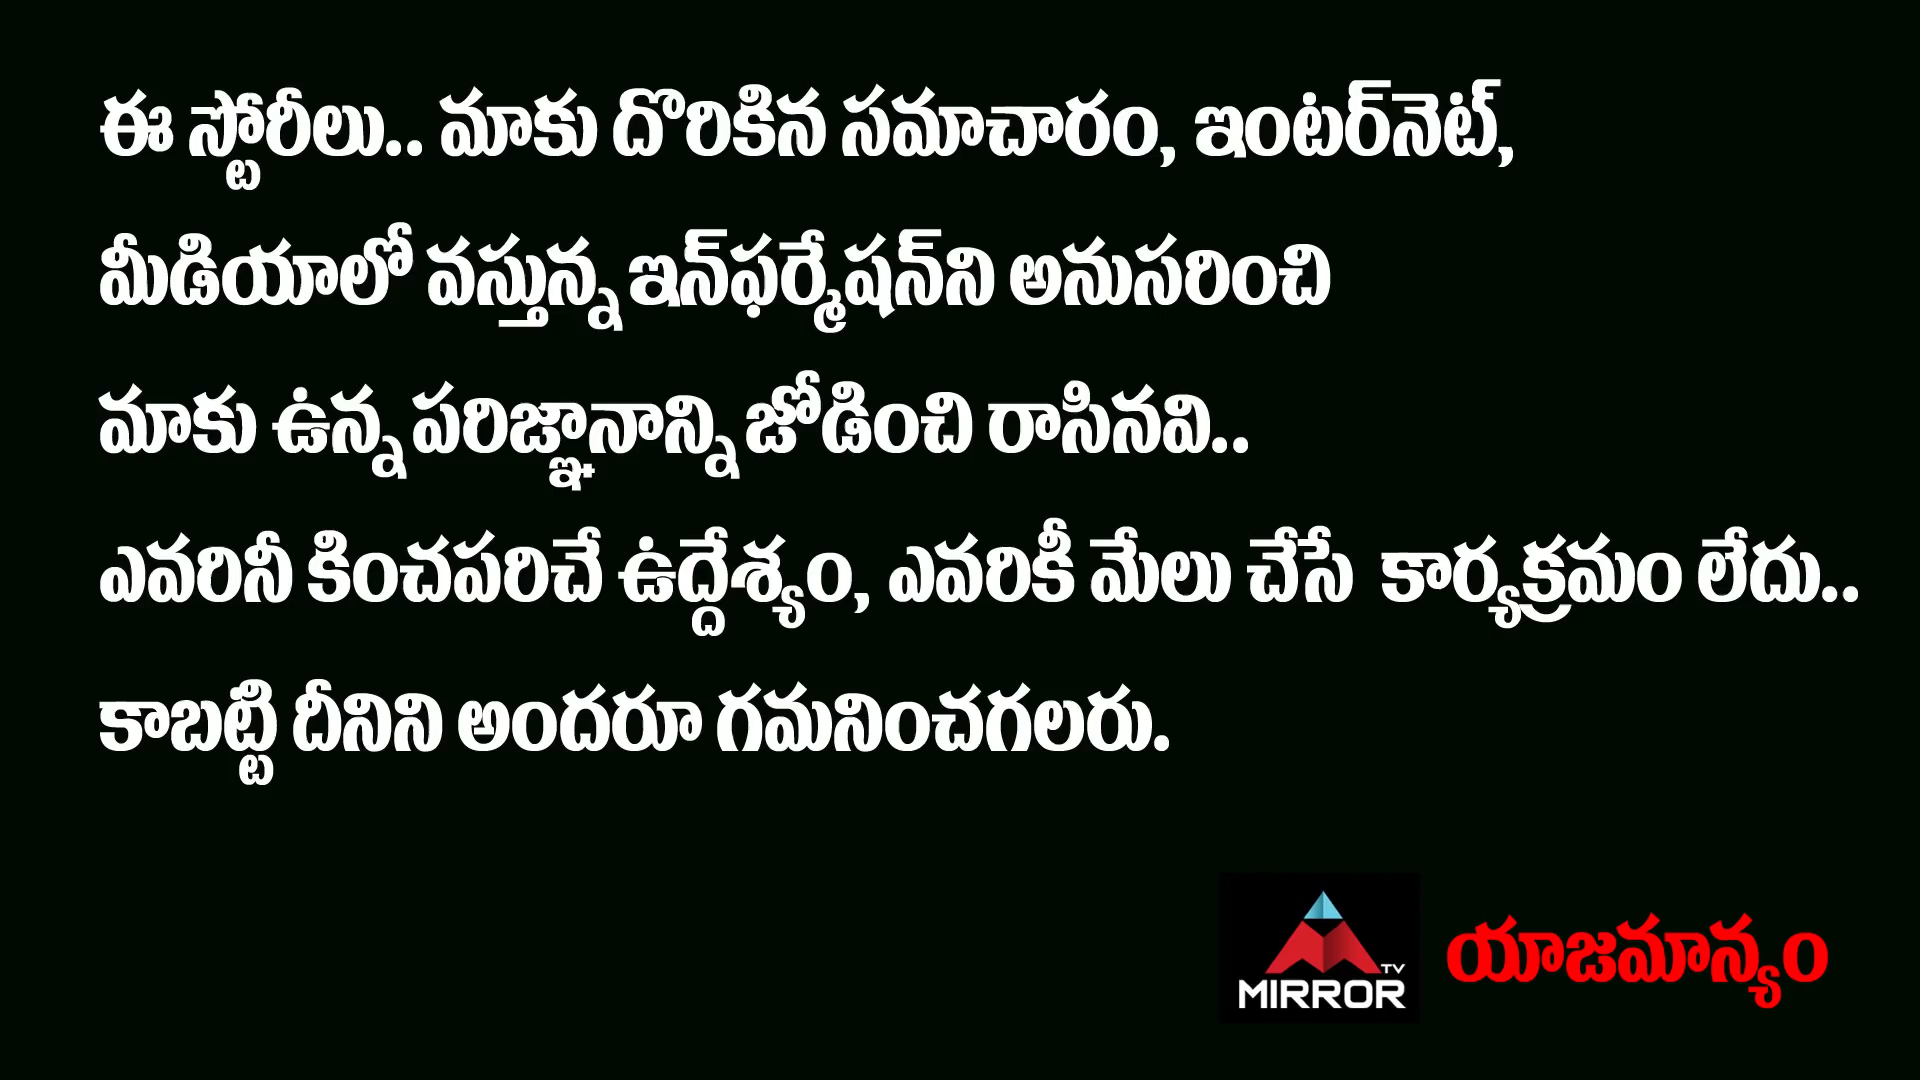 ఈ స్టోరీలు.. మాకు దొరికిన సమాచారం, ఇంటర్‌నెట్,
మీడియాలో వస్తున్న ఇన్‌ఫర్మేషన్‌ని అనుసరించి
మాకు ఉన్న పరిజ్ఞానాన్ని జోడించి రాసినవి..
ఎవరినీ కించపరిచే ఉద్దేశ్యం, ఎవరికీ మేలు చేసే కార్యక్రమం లేదు..
కాబట్టి దీనిని అందరూ గమనించగలరు.
TV
MIRROR
యాజమాన్యం